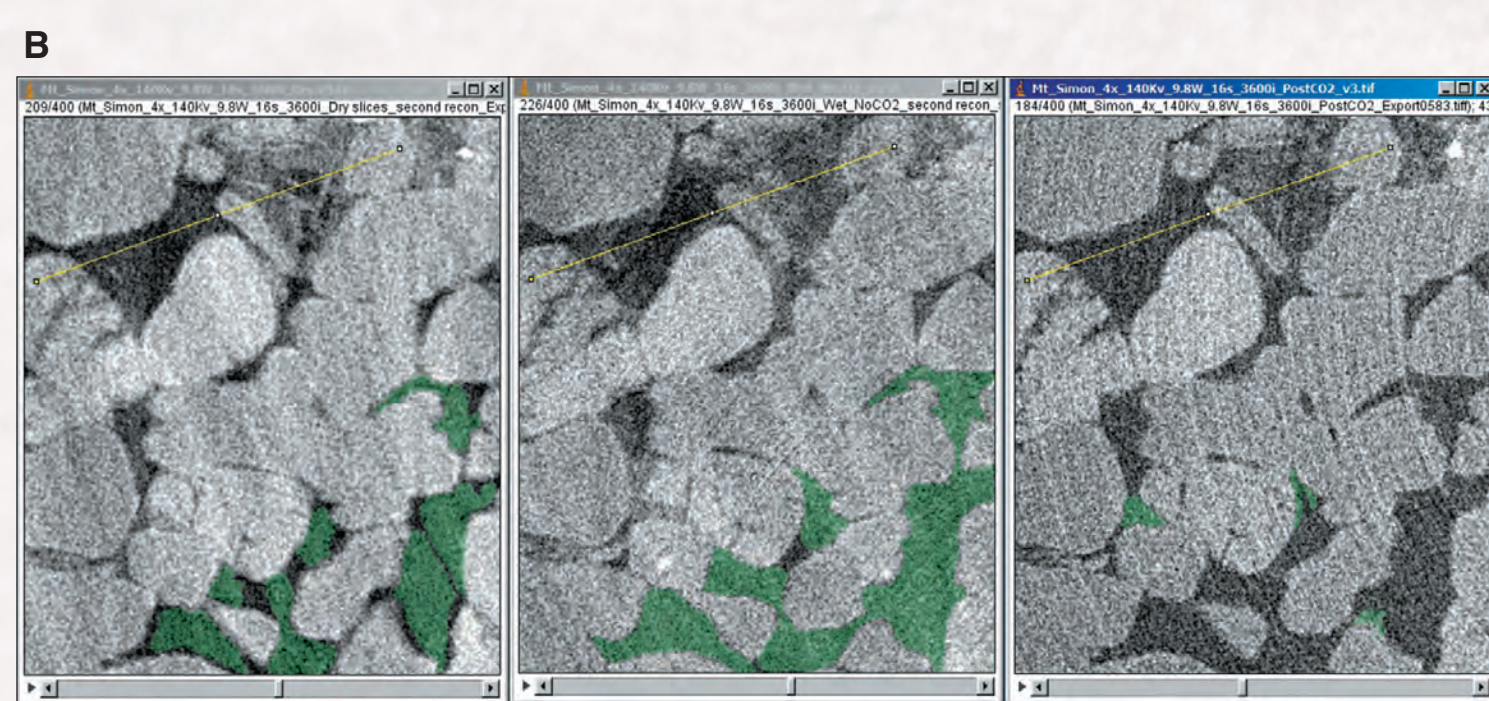 B
Mt_Simon_4x_140Kv_9.8W_16s_3600i_PostCO2_v3.tif
209/400 (Mt_Simon_4x_140Kv_9.8W_16s_3600i_Dry slices_second recon_Exp
226/400 (Mt_Simon_4x_140Kv_9.8W_16s_3600i_Wet_NoCO2_second recon_
184/400 (Mt_Simon_4x_140Kv_9.8W_16s_3600i_PostCO2_Export0583.tiff); 43